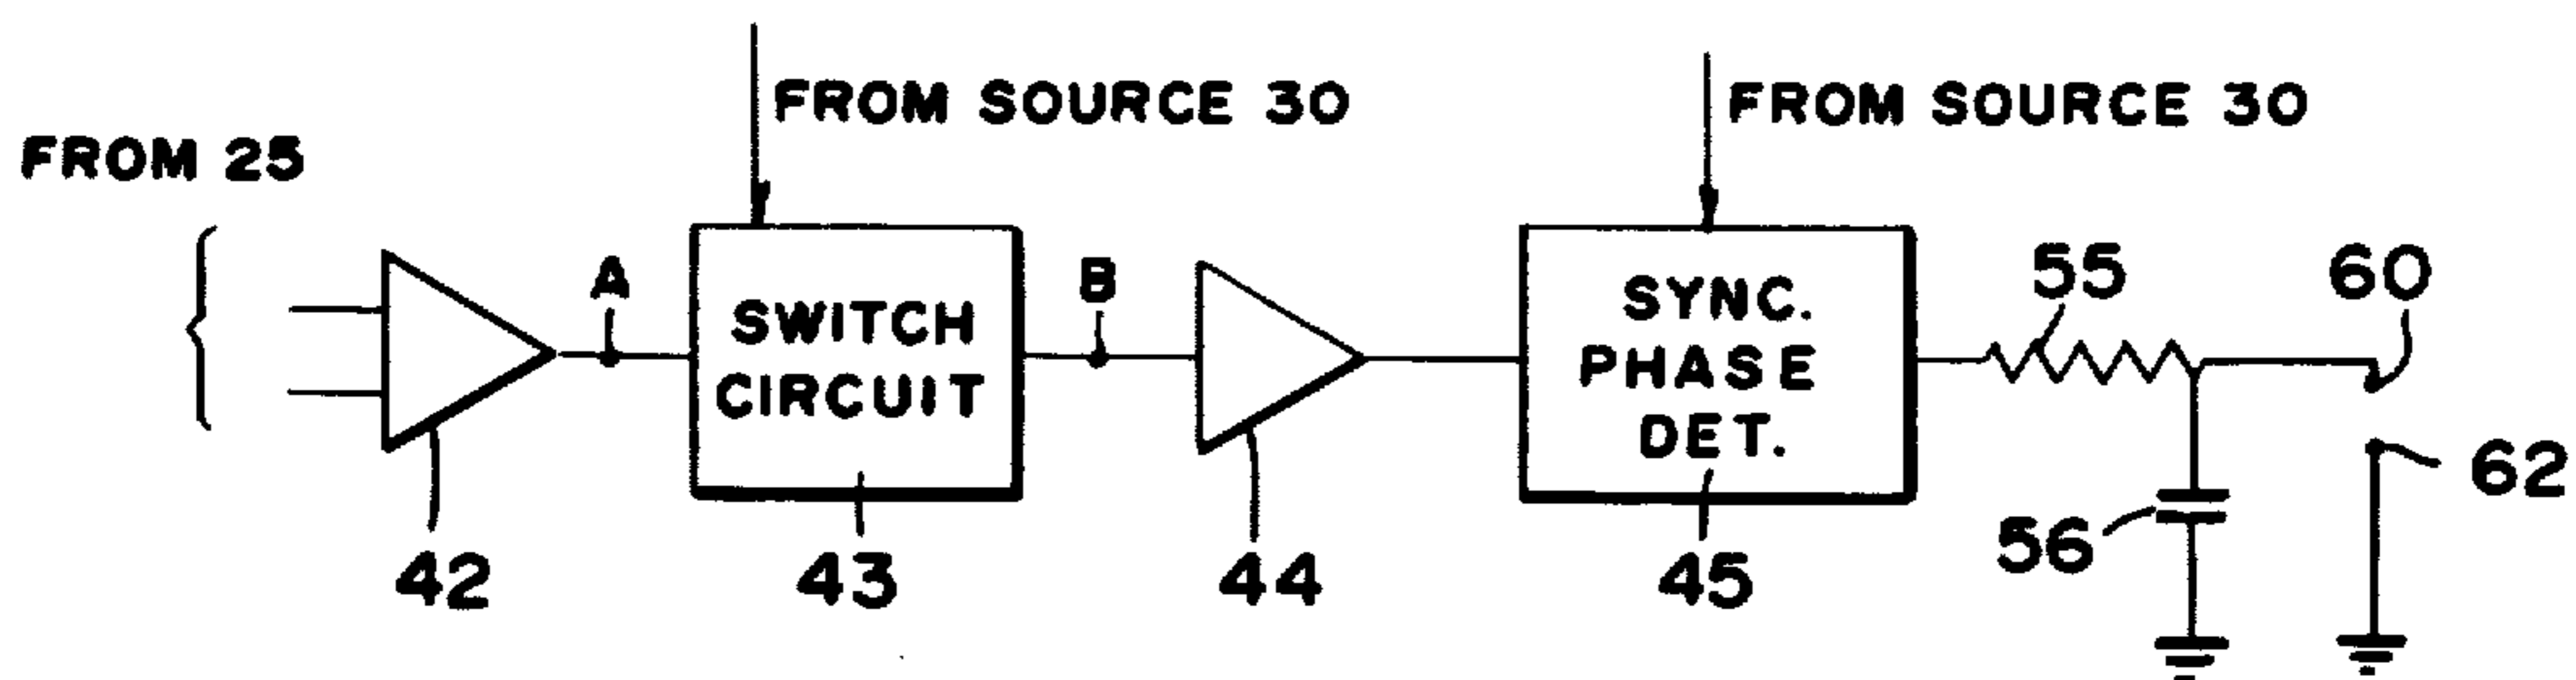 FROM SOURCE 30
FROM SOURCE 30
FROM 25
A
B
55
60
SWITCH
CIRCUIT
SYNC.
PHASE
DET.
62
56
42
43
44
45